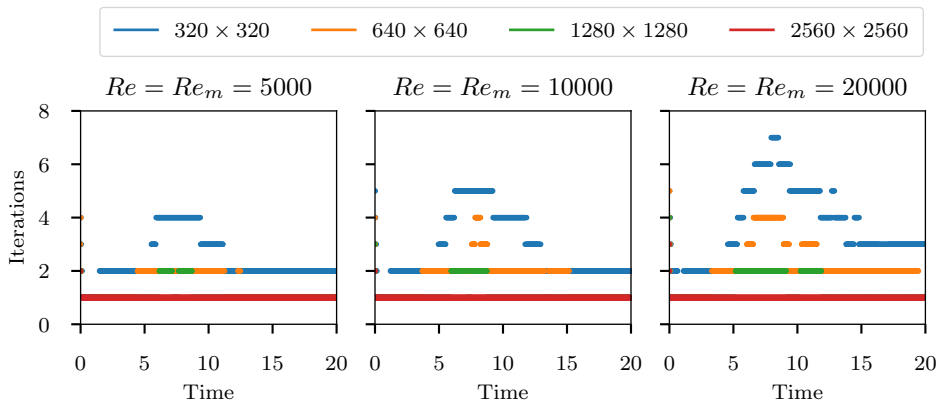 320 × 320 640 × 640 1280 × 1280 2560 × 2560
Re = Re_m = 5000 Re = Re_m = 10000 Re = Re_m = 20000
Iterations
8
6
4
2
0
0 5 10 15 20 0 5 10 15 20 0 5 10 15 20
Time Time Time